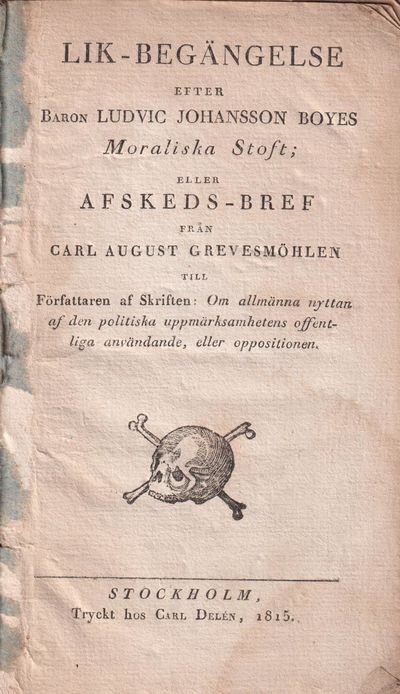 LIK-BEGÄNGELSE
EFTER
BARON LUDVIC JOHANSSON BOYES
Moraliska Stoft;
ELLER
AFSKEDS-BREF
FRÅN
CARL AUGUST GREVESMÖHLEN
TILL
Författaren af Skriften: Om allmänna nyttan
af den politiska uppmärksamhetens offent-
liga användande, eller oppositionen.
STOCKHOLM,
Tryckt hos CARL DELÉN, 1815.